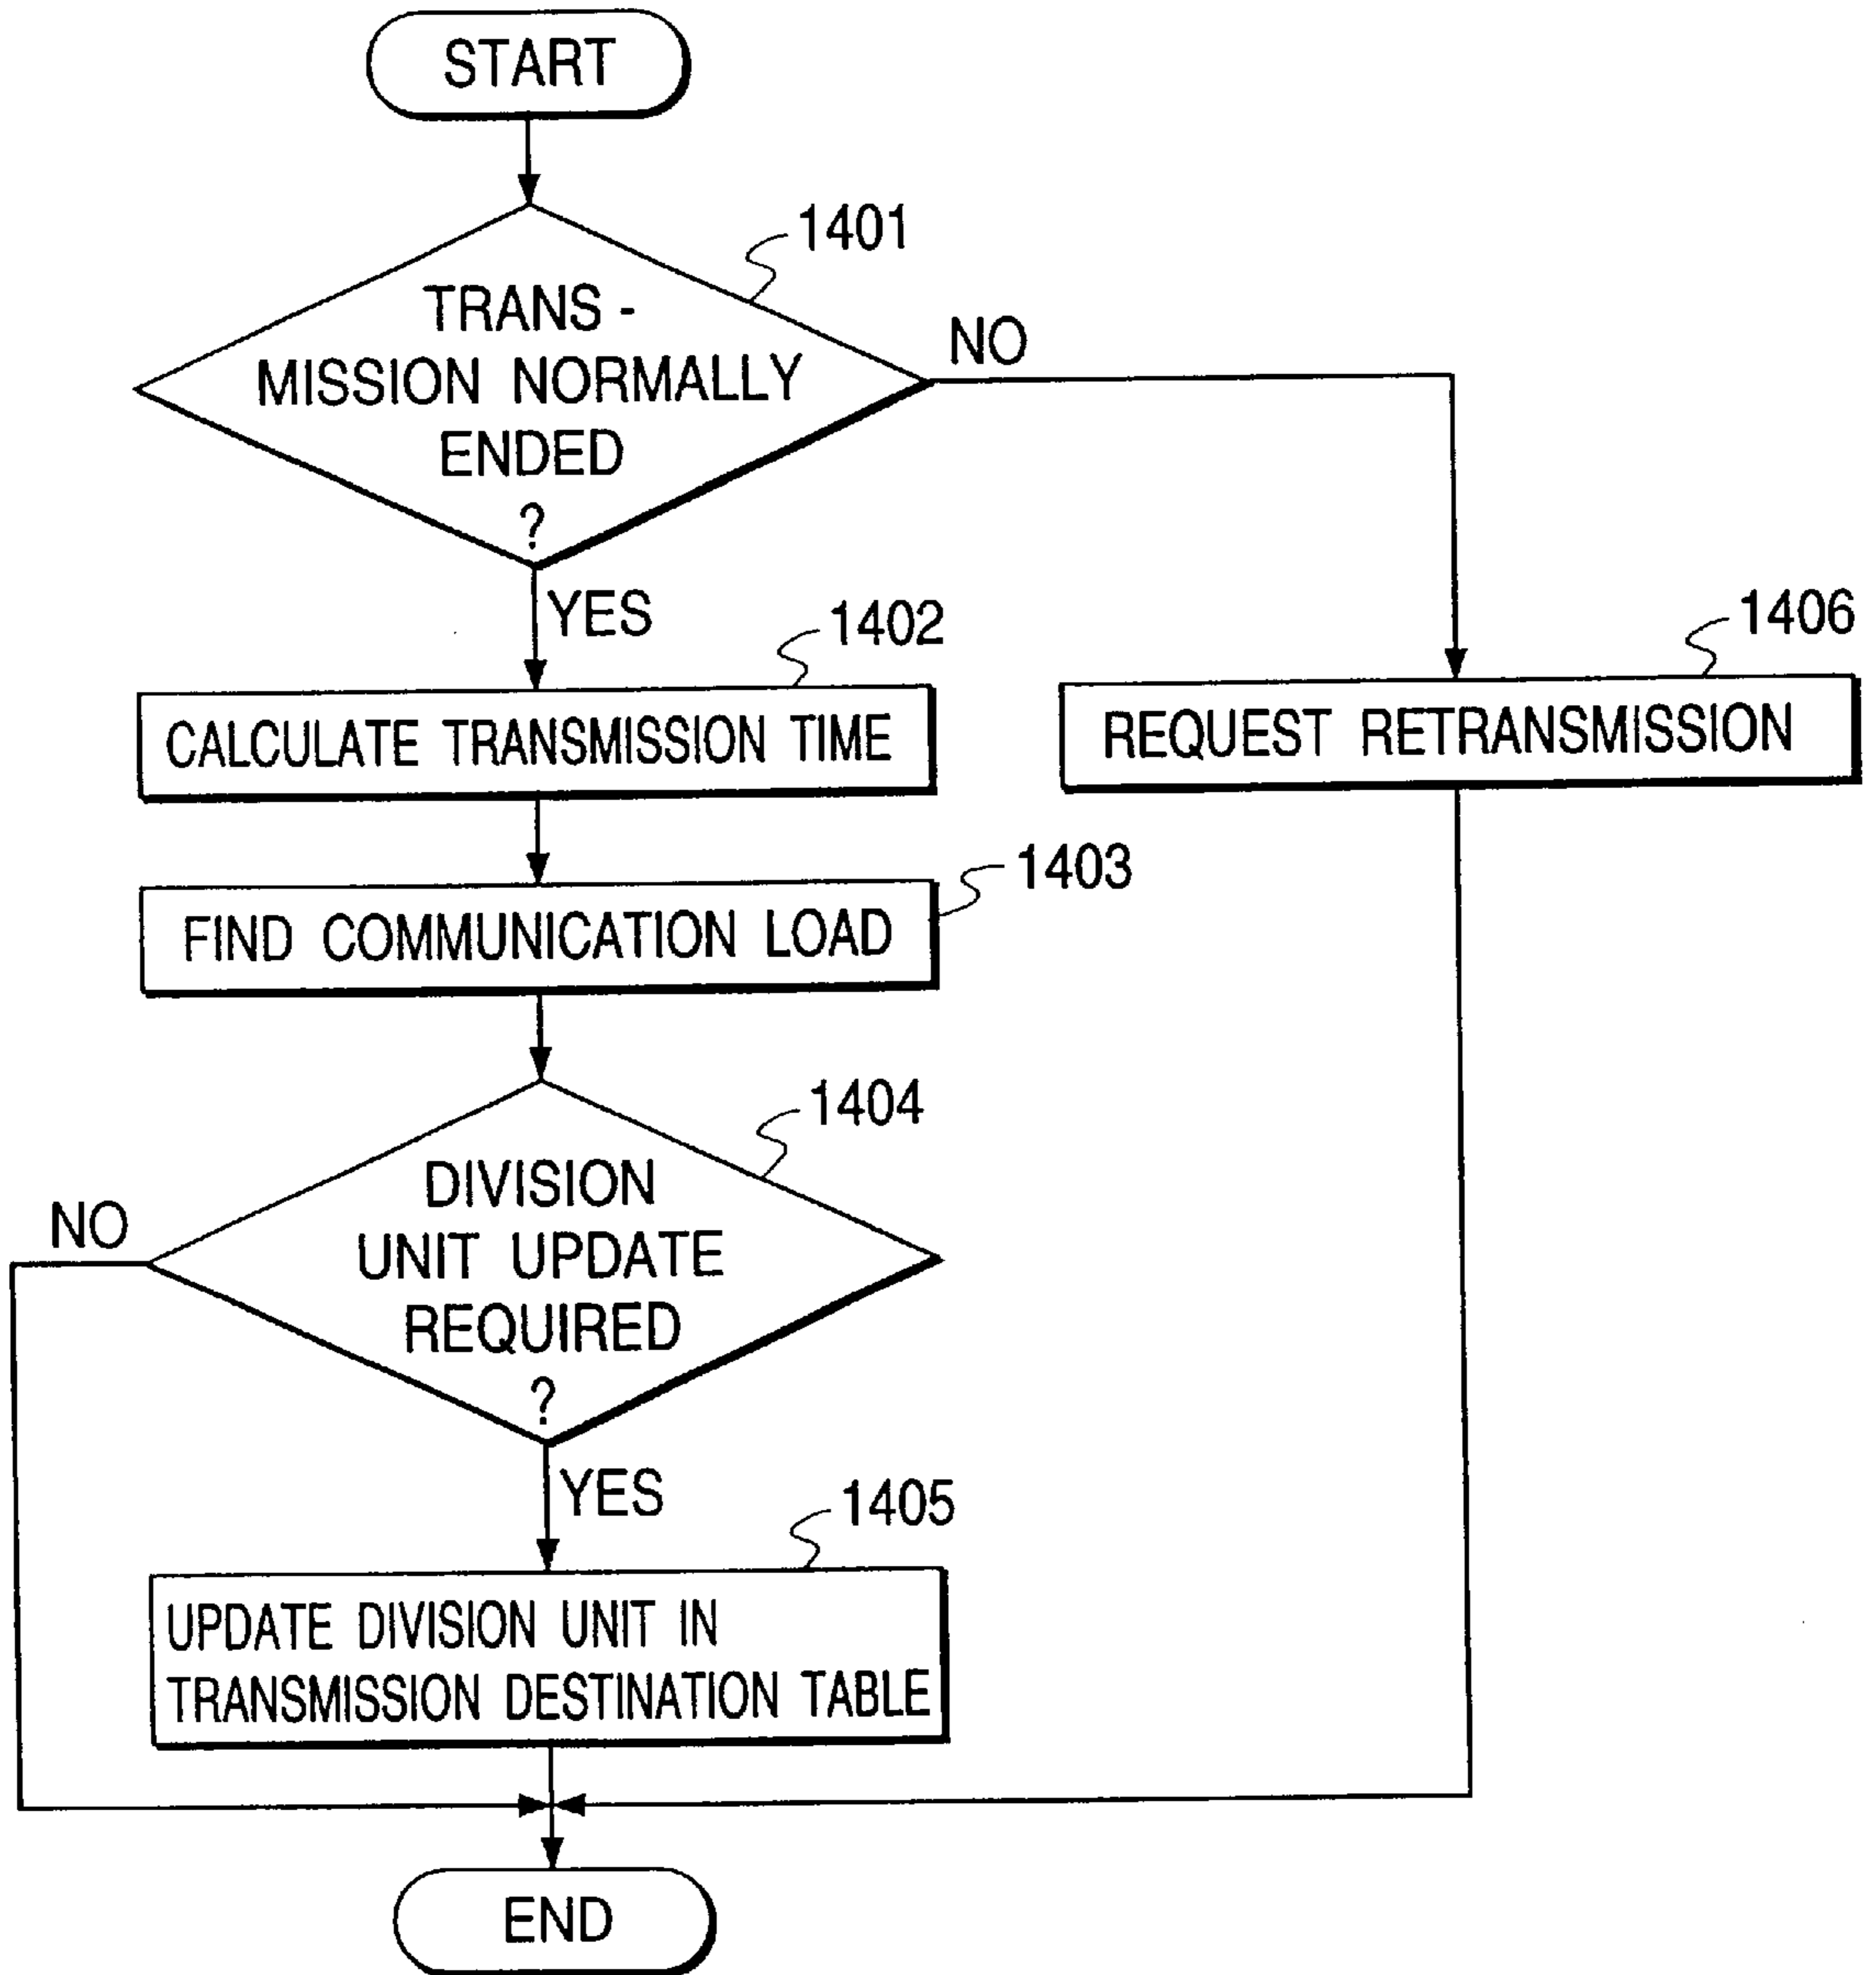 START
1401
TRANS -
MISSION NORMALLY
ENDED
?
NO
YES
1402
CALCULATE TRANSMISSION TIME
1406
REQUEST RETRANSMISSION
1403
FIND COMMUNICATION LOAD
1404
DIVISION
UNIT UPDATE
REQUIRED
?
NO
YES
1405
UPDATE DIVISION UNIT IN
TRANSMISSION DESTINATION TABLE
END